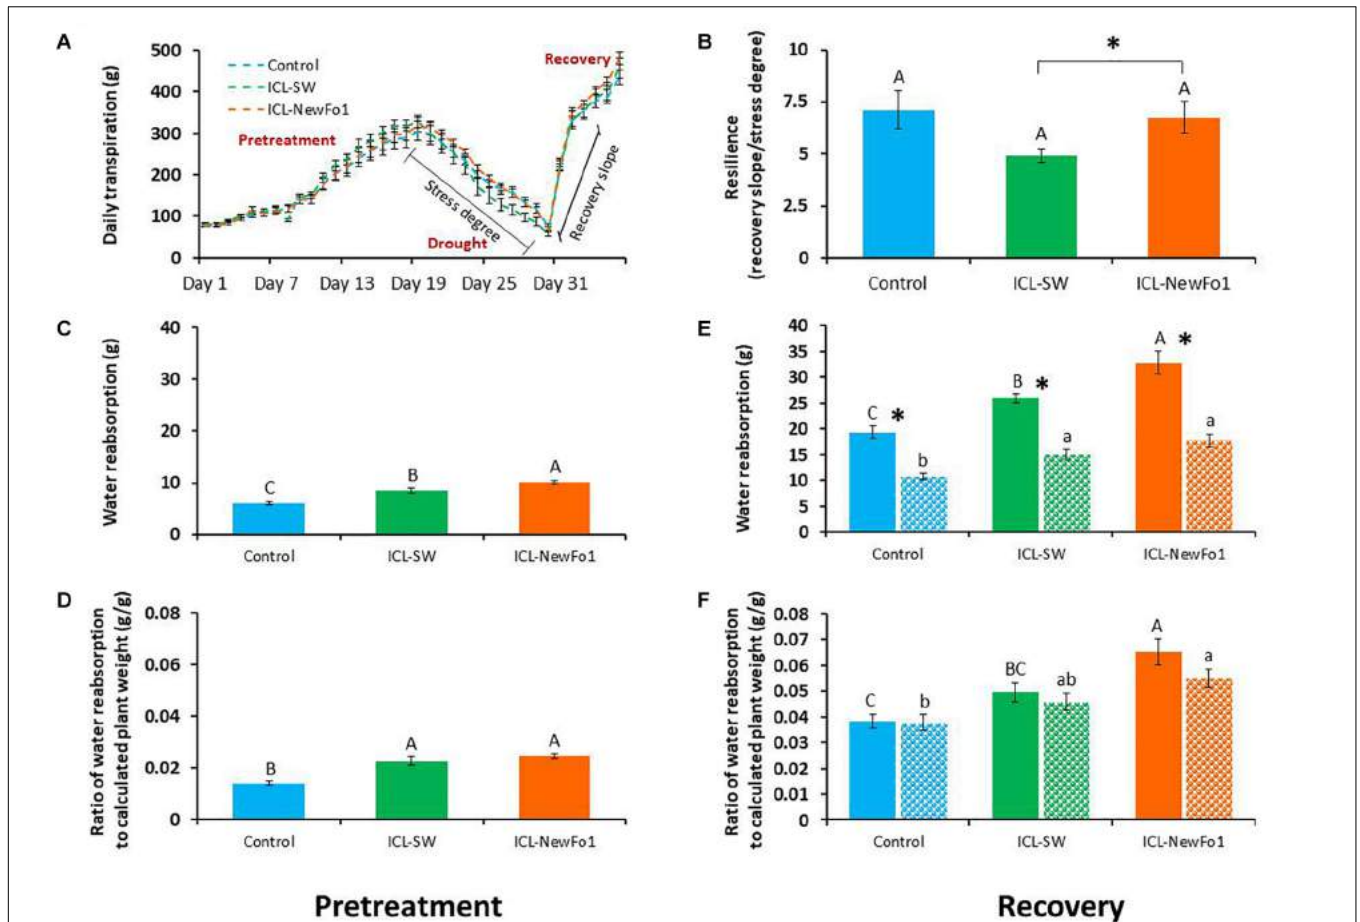 A
Daily transpiration (g)
500
400
300
200
100
0
Control
ICL-SW
ICL-NewFo1
Pretreatment
Recovery
Stress degree
Drought
Recovery slope
Day 1 Day 7 Day 13 Day 19 Day 25 Day 31
B
Resilience
(recovery slope/stress degree)
10
7.5
5
2.5
0
*
A A A
Control ICL-SW ICL-NewFo1
C
Water reabsorption (g)
40
30
20
10
0
C B A
Control ICL-SW ICL-NewFo1
E
Water reabsorption (g)
40
35
30
25
20
15
10
5
0
C * b B * a A * a
Control ICL-SW ICL-NewFo1
D
Ratio of water reabsorption
to calculated plant weight (g/g)
0.08
0.06
0.04
0.02
0
B A A
Control ICL-SW ICL-NewFo1
F
Ratio of water reabsorption
to calculated plant weight (g/g)
0.08
0.07
0.06
0.05
0.04
0.03
0.02
0.01
0
C b BC ab A a
Control ICL-SW ICL-NewFo1
Pretreatment
Recovery